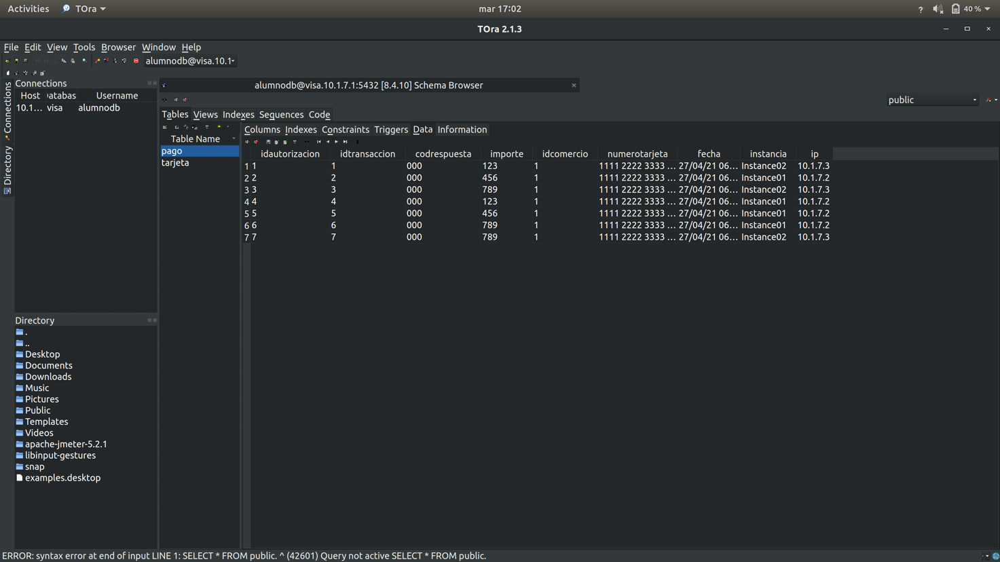 Activities TOra mar 17:02 ? 40 %
TOra 2.1.3
File Edit View Tools Browser Window Help
alumnodb@visa.10.1
Connections
Host atabas Username
10.1... visa alumnodb
Connections
Directory
alumnodb@visa.10.1.7.1:5432 [8.4.10] Schema Browser
public
Tables Views Indexes Sequences Code
Table Name
pago
tarjeta
Columns Indexes Constraints Triggers Data Information
idautorizacion idtransaccion codrespuesta importe idcomercio numerotarjeta fecha instancia ip
1 1 1 000 123 1 1111 2222 3333 ... 27/04/21 06... Instance02 10.1.7.3
2 2 2 000 456 1 1111 2222 3333 ... 27/04/21 06... Instance01 10.1.7.2
3 3 3 000 789 1 1111 2222 3333 ... 27/04/21 06... Instance02 10.1.7.3
4 4 4 000 123 1 1111 2222 3333 ... 27/04/21 06... Instance01 10.1.7.2
5 5 5 000 456 1 1111 2222 3333 ... 27/04/21 06... Instance01 10.1.7.2
6 6 6 000 789 1 1111 2222 3333 ... 27/04/21 06... Instance01 10.1.7.2
7 7 7 000 789 1 1111 2222 3333 ... 27/04/21 06... Instance02 10.1.7.3
Directory
.
..
Desktop
Documents
Downloads
Music
Pictures
Public
Templates
Videos
apache-jmeter-5.2.1
libinput-gestures
snap
examples.desktop
ERROR: syntax error at end of input LINE 1: SELECT * FROM public. ^ (42601) Query not active SELECT * FROM public.